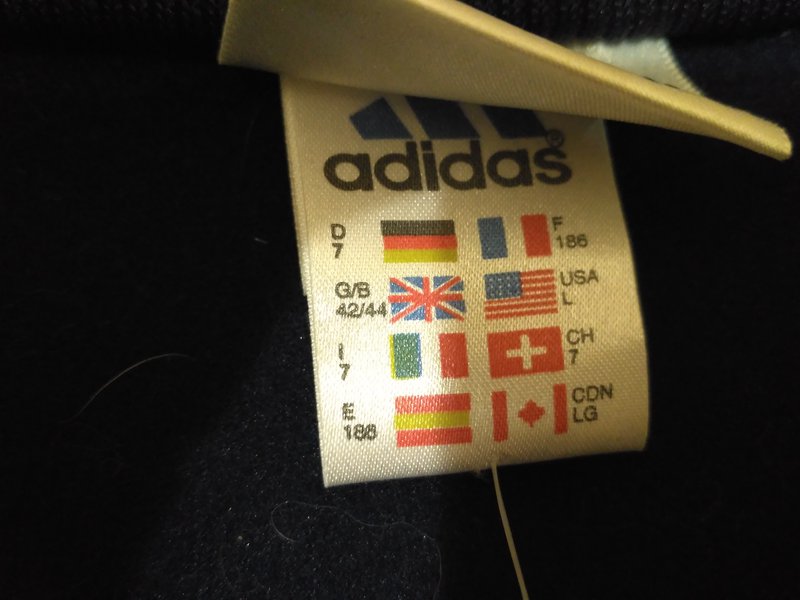 adidas®
D
7
F
186
G/B
42/44
USA
L
I
7
CH
7
E
186
CDN
LG